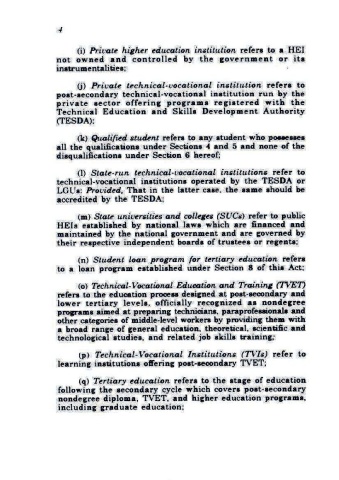 4
(i) Private higher education institution refers to a HEI
not owned and controlled by the government or its
instrumentalities;
(j) Private technical-vocational institution refers to
post-secondary technical-vocational institution run by the
private sector offering programs registered with the
Technical Education and Skills Development Authority
(TESDA);
(k) Qualified student refers to any student who possesses
all the qualifications under Sections 4 and 5 and none of the
disqualifications under Section 6 hereof;
(l) State-run technical-vocational institutions refer to
technical-vocational institutions operated by the TESDA or
LGUs: Provided, That in the latter case, the same should be
accredited by the TESDA;
(m) State universities and colleges (SUCs) refer to public
HEIs established by national laws which are financed and
maintained by the national government and are governed by
their respective independent boards of trustees or regents;
(n) Student loan program for tertiary education refers
to a loan program established under Section 8 of this Act;
(o) Technical-Vocational Education and Training (TVET)
refers to the education process designed at post-secondary and
lower tertiary levels, officially recognized as nondegree
programs aimed at preparing technicians, paraprofessionals and
other categories of middle-level workers by providing them with
a broad range of general education, theoretical, scientific and
technological studies, and related job skills training;
(p) Technical-Vocational Institutions (TVIs) refer to
learning institutions offering post-secondary TVET;
(q) Tertiary education refers to the stage of education
following the secondary cycle which covers post-secondary
nondegree diploma, TVET, and higher education programs,
including graduate education;